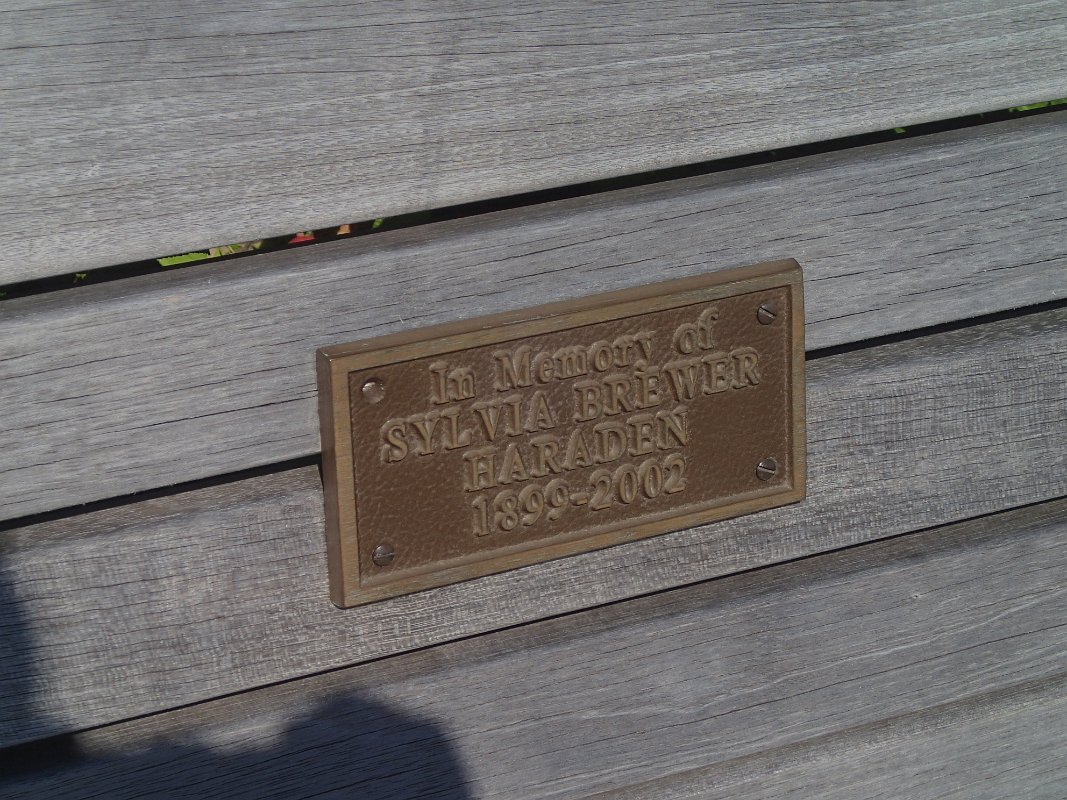 In Memory of
SYLVIA BREWER
HARADEN
1899-2002